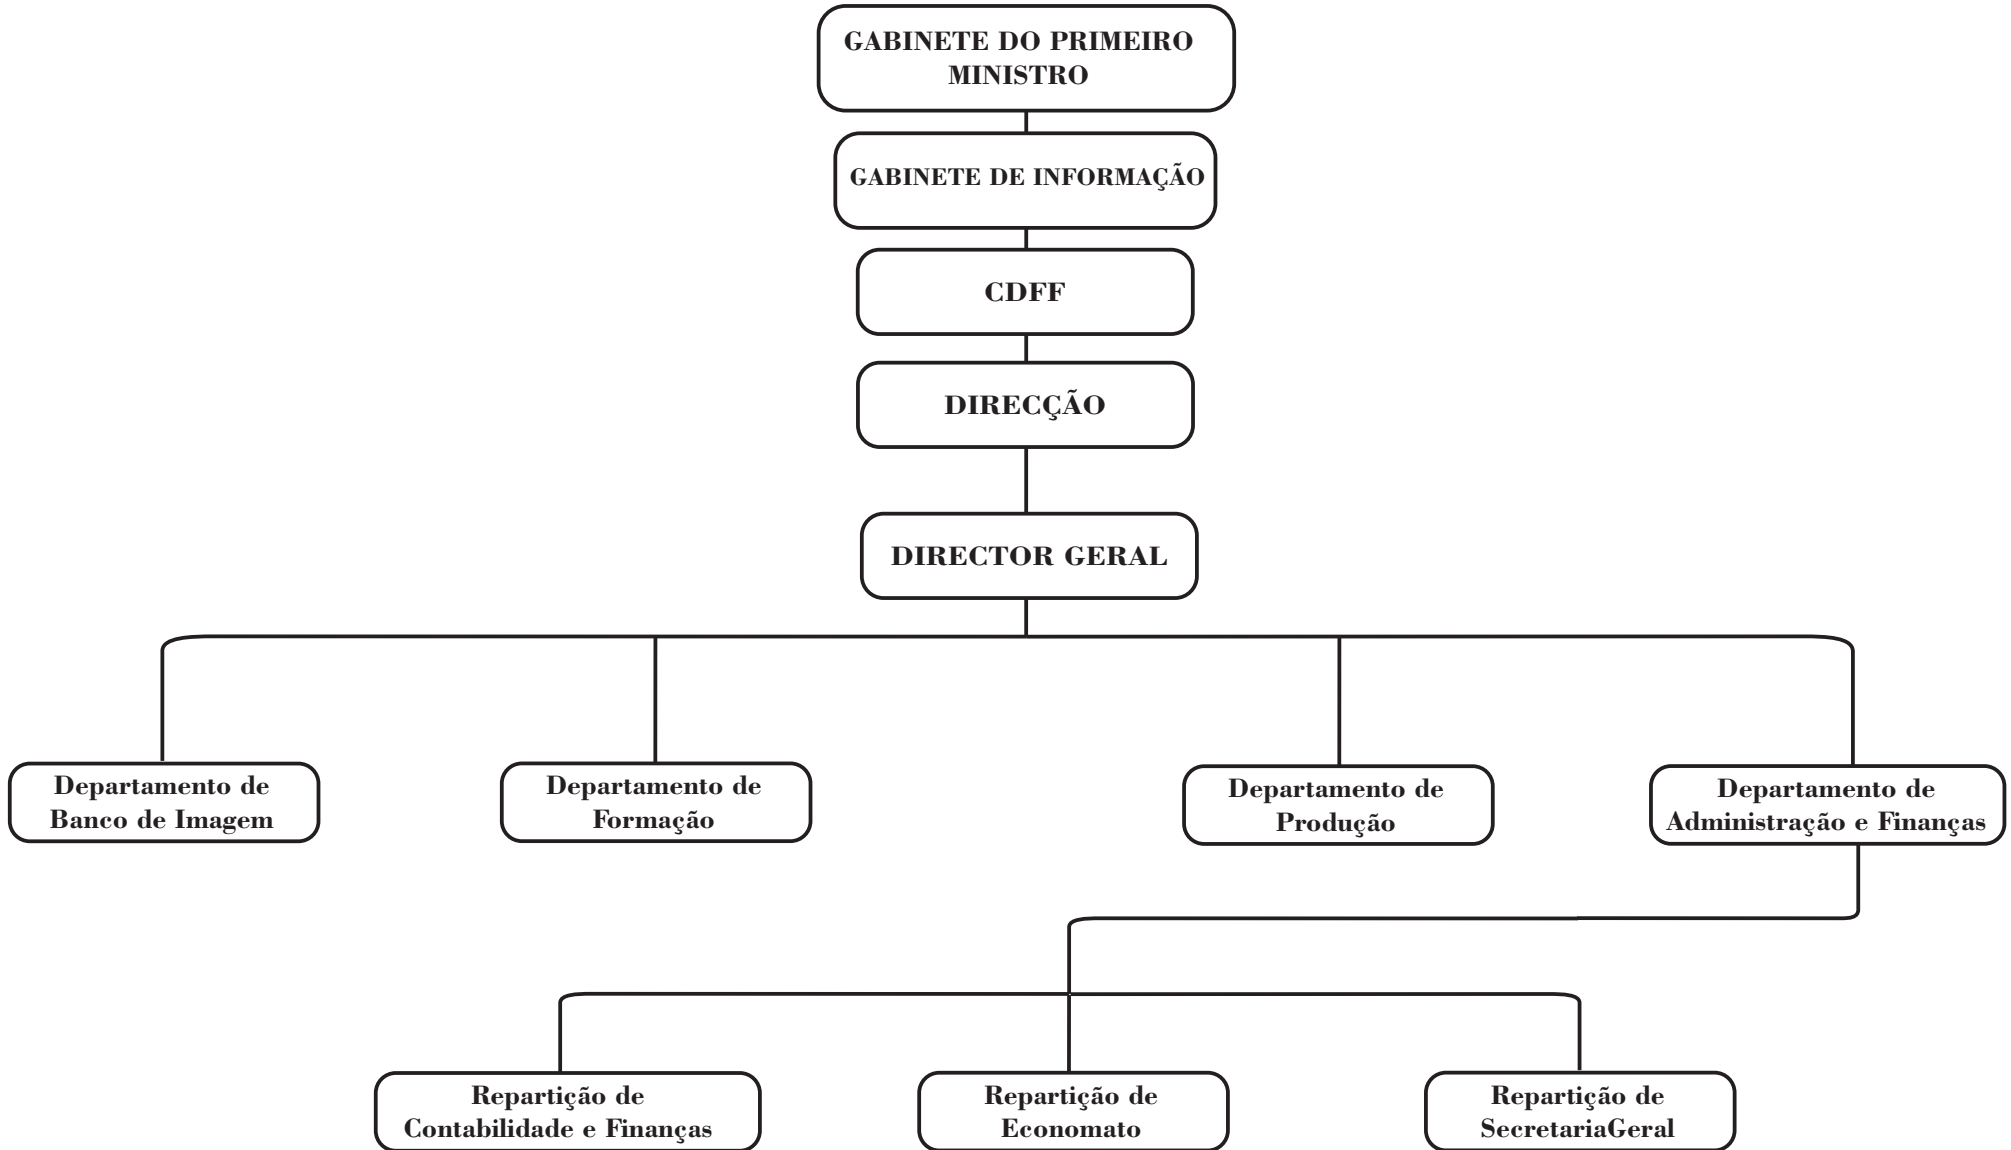 GABINETE DO PRIMEIRO
MINISTRO
GABINETE DE INFORMAÇÃO
CDFF
DIRECÇÃO
DIRECTOR GERAL
Departamento de
Banco de Imagem
Departamento de
Formação
Departamento de
Produção
Departamento de
Administração e Finanças
Repartição de
Contabilidade e Finanças
Repartição de
Economato
Repartição de
SecretariaGeral